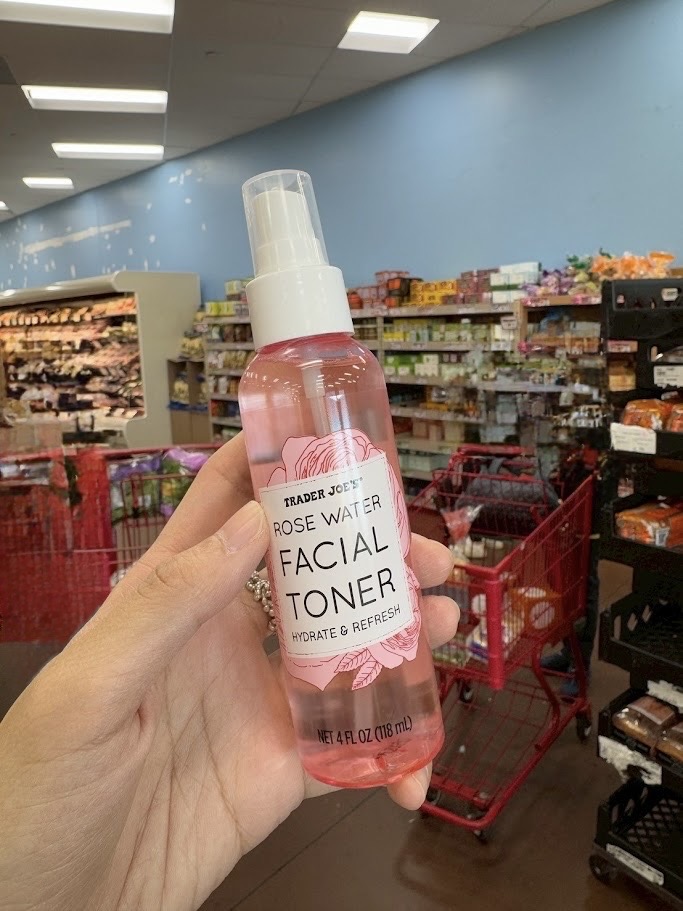 TRADER JOE'S
ROSE WATER
FACIAL
TONER
HYDRATE & REFRESH
NET 4 FL OZ (118 mL)